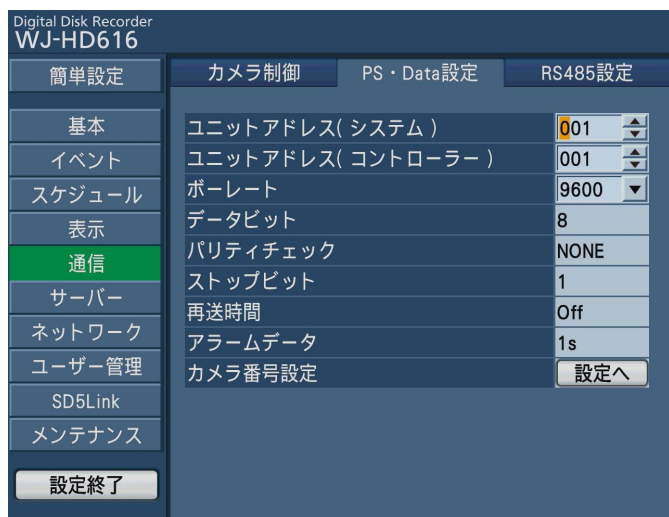 Digital Disk Recorder
WJ-HD616
簡単設定
基本
イベント
スケジュール
表示
通信
サーバー
ネットワーク
ユーザー管理
SD5Link
メンテナンス
設定終了
カメラ制御 PS・Data設定 RS485設定
ユニットアドレス(システム) 001
ユニットアドレス(コントローラー) 001
ボーレート 9600
データビット 8
パリティチェック NONE
ストップビット 1
再送時間 Off
アラームデータ 1s
カメラ番号設定 設定へ